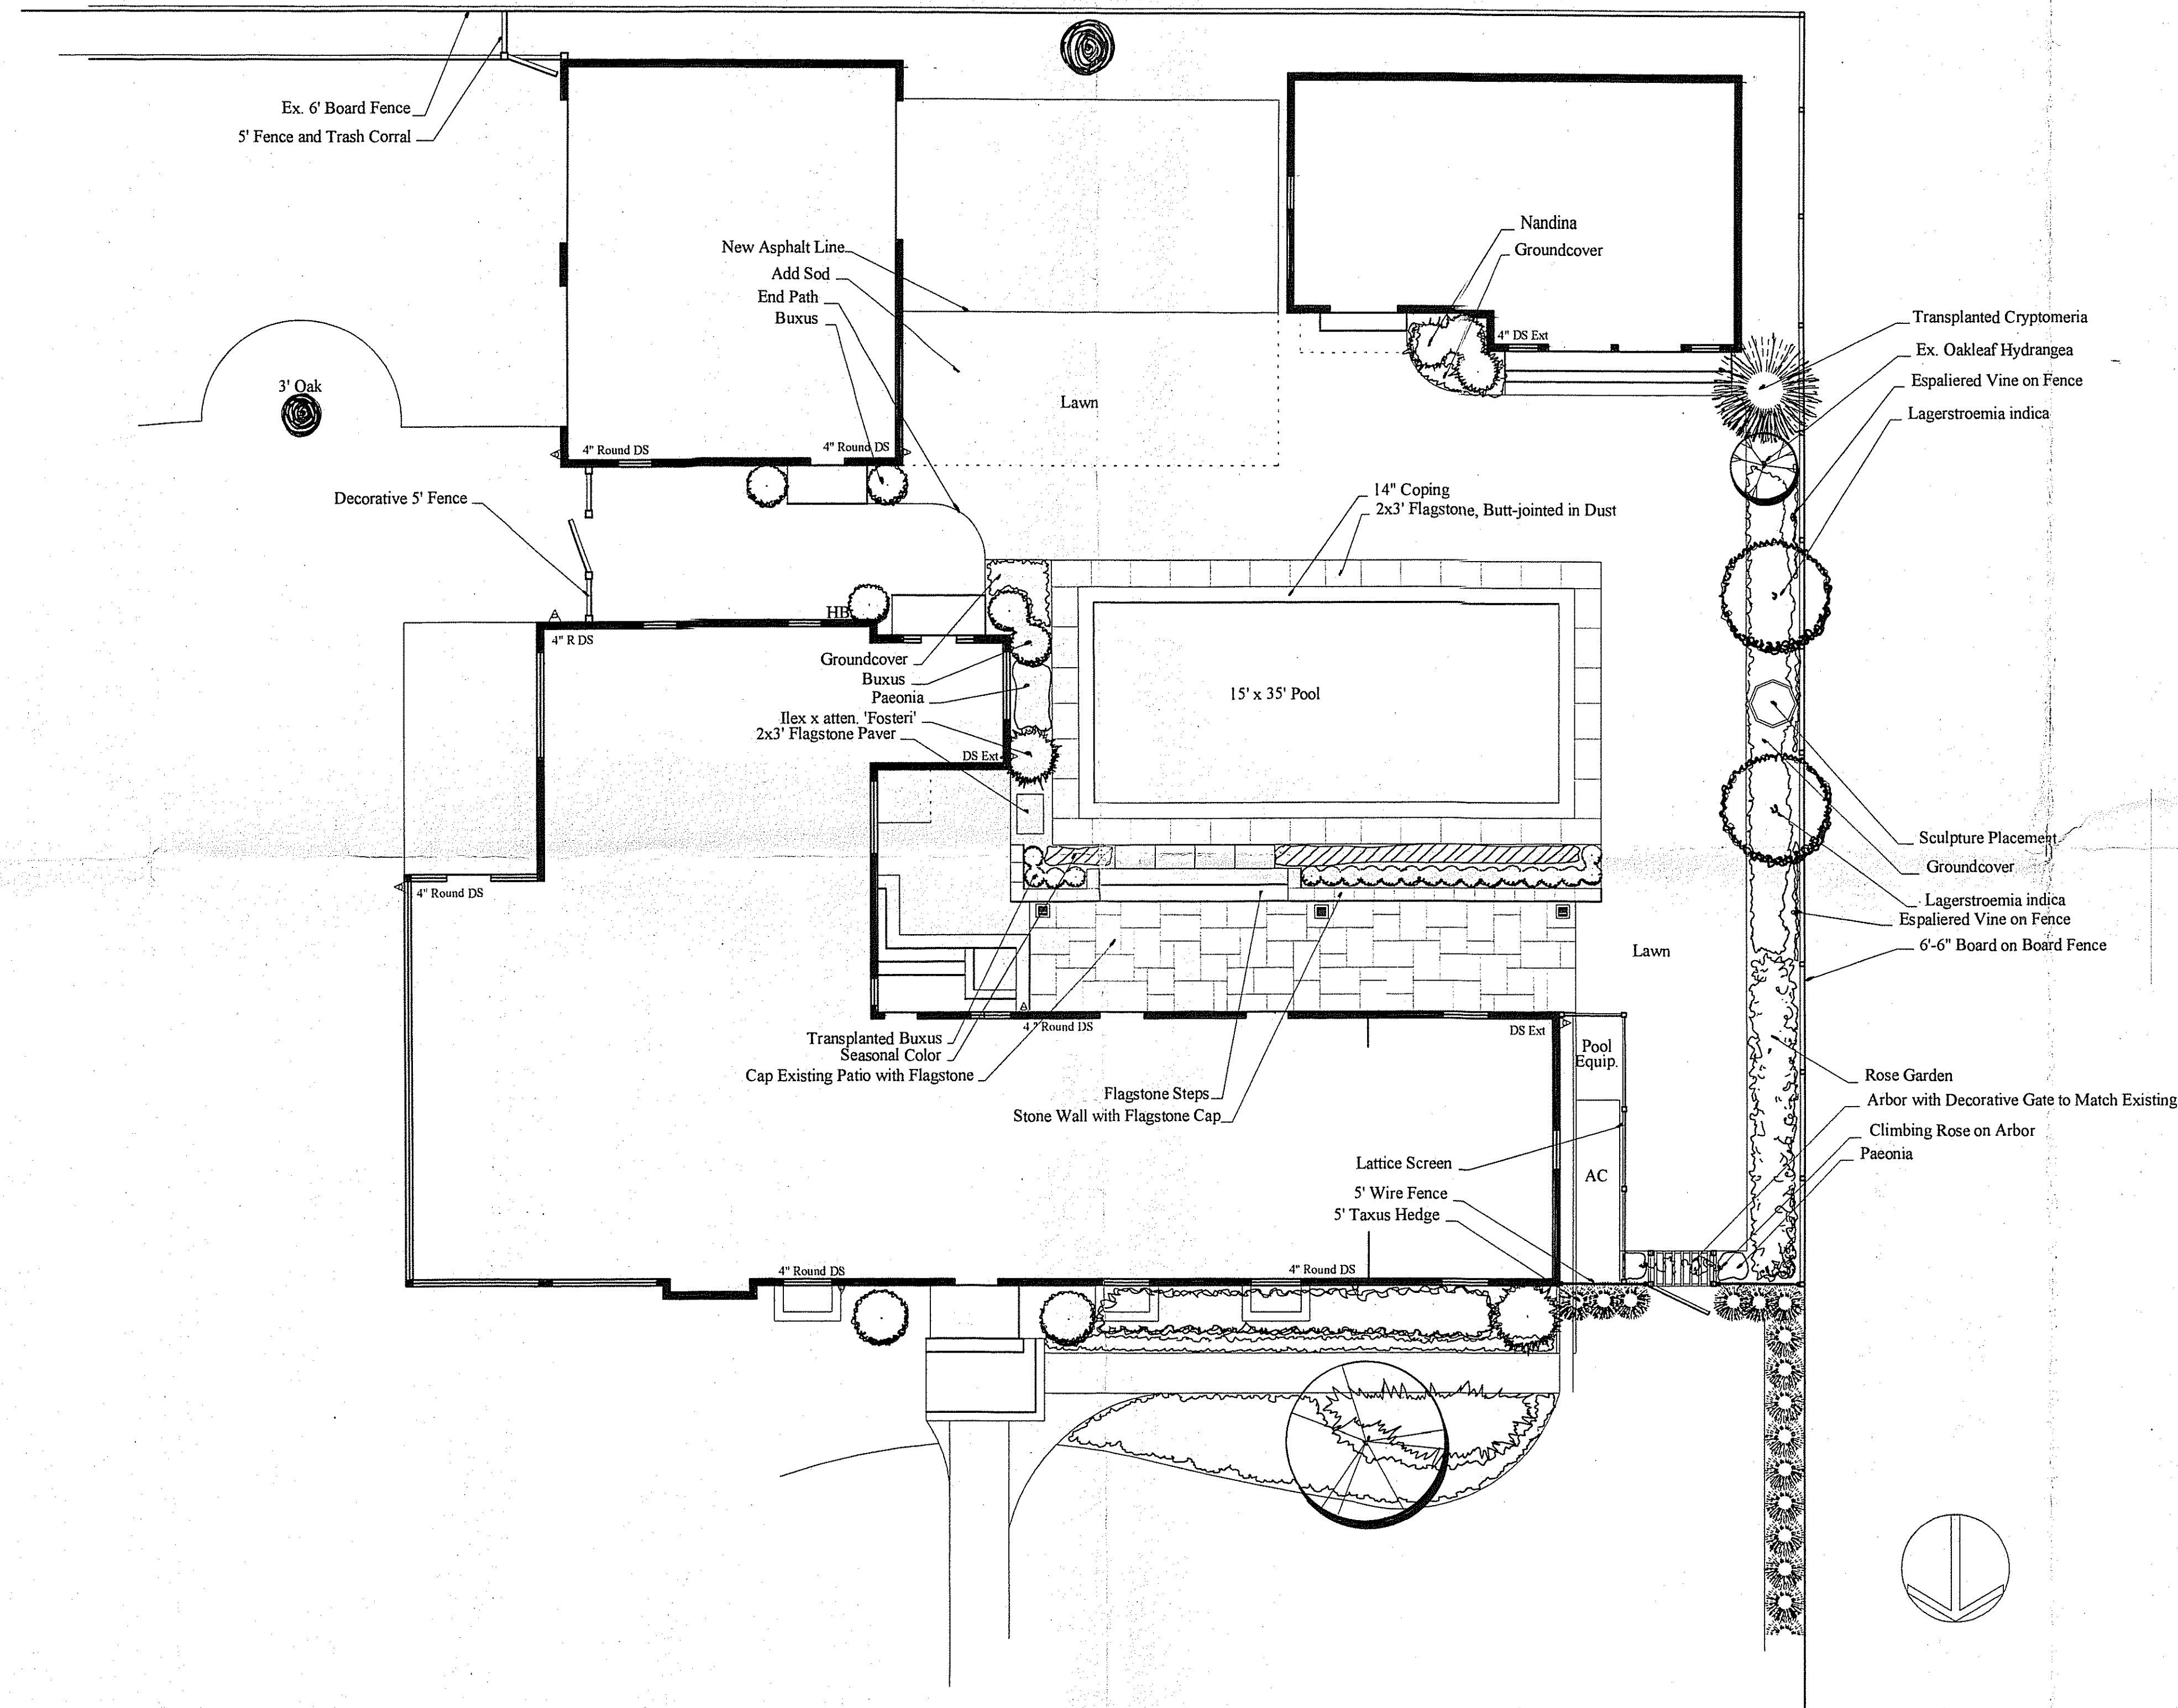 Ex. 6' Board Fence
5' Fence and Trash Corral
Nandina
Groundcover
New Asphalt Line
Add Sod
End Path
Buxus
4" DS Ext
Transplanted Cryptomeria
Ex. Oakleaf Hydrangea
Espaliered Vine on Fence
Lagerstroemia indica
3' Oak
Lawn
4" Round DS
4" Round DS
Decorative 5' Fence
14" Coping
2x3' Flagstone, Butt-jointed in Dust
HB
4" R DS
Groundcover
Buxus
Paeonia
Ilex x atten. 'Fosteri'
2x3' Flagstone Paver
DS Ext
15' x 35' Pool
Sculpture Placement
Groundcover
Lagerstroemia indica
Espaliered Vine on Fence
6'-6" Board on Board Fence
4" Round DS
Lawn
4" Round DS
DS Ext
Transplanted Buxus
Seasonal Color
Cap Existing Patio with Flagstone
Pool
Equip.
Flagstone Steps
Stone Wall with Flagstone Cap
Rose Garden
Arbor with Decorative Gate to Match Existing
Climbing Rose on Arbor
Paeonia
Lattice Screen
AC
5' Wire Fence
5' Taxus Hedge
4" Round DS
4" Round DS